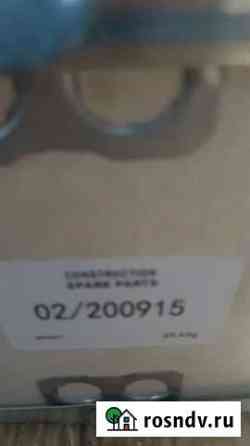 CONSTRUCTION
SPARE PARTS
02/200915
rosndv.ru